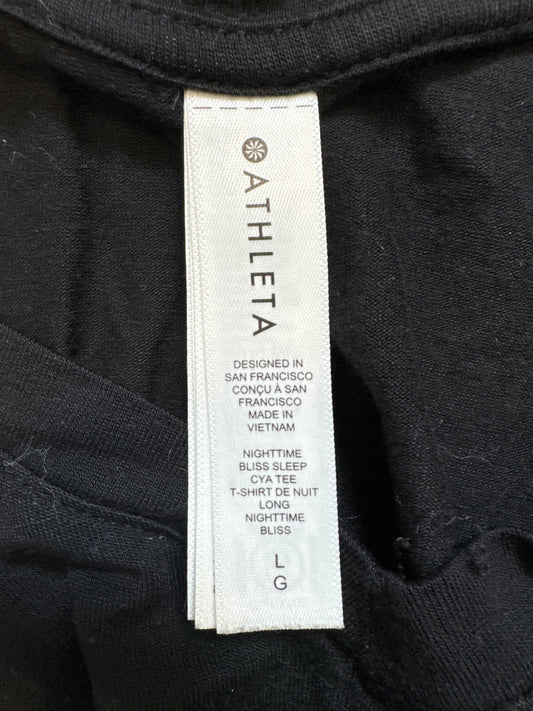 ATHLETA
DESIGNED IN
SAN FRANCISCO
CONÇU À SAN
FRANCISCO
MADE IN
VIETNAM
NIGHTTIME
BLISS SLEEP
CYA TEE
T-SHIRT DE NUIT
LONG
NIGHTTIME
BLISS
L
G